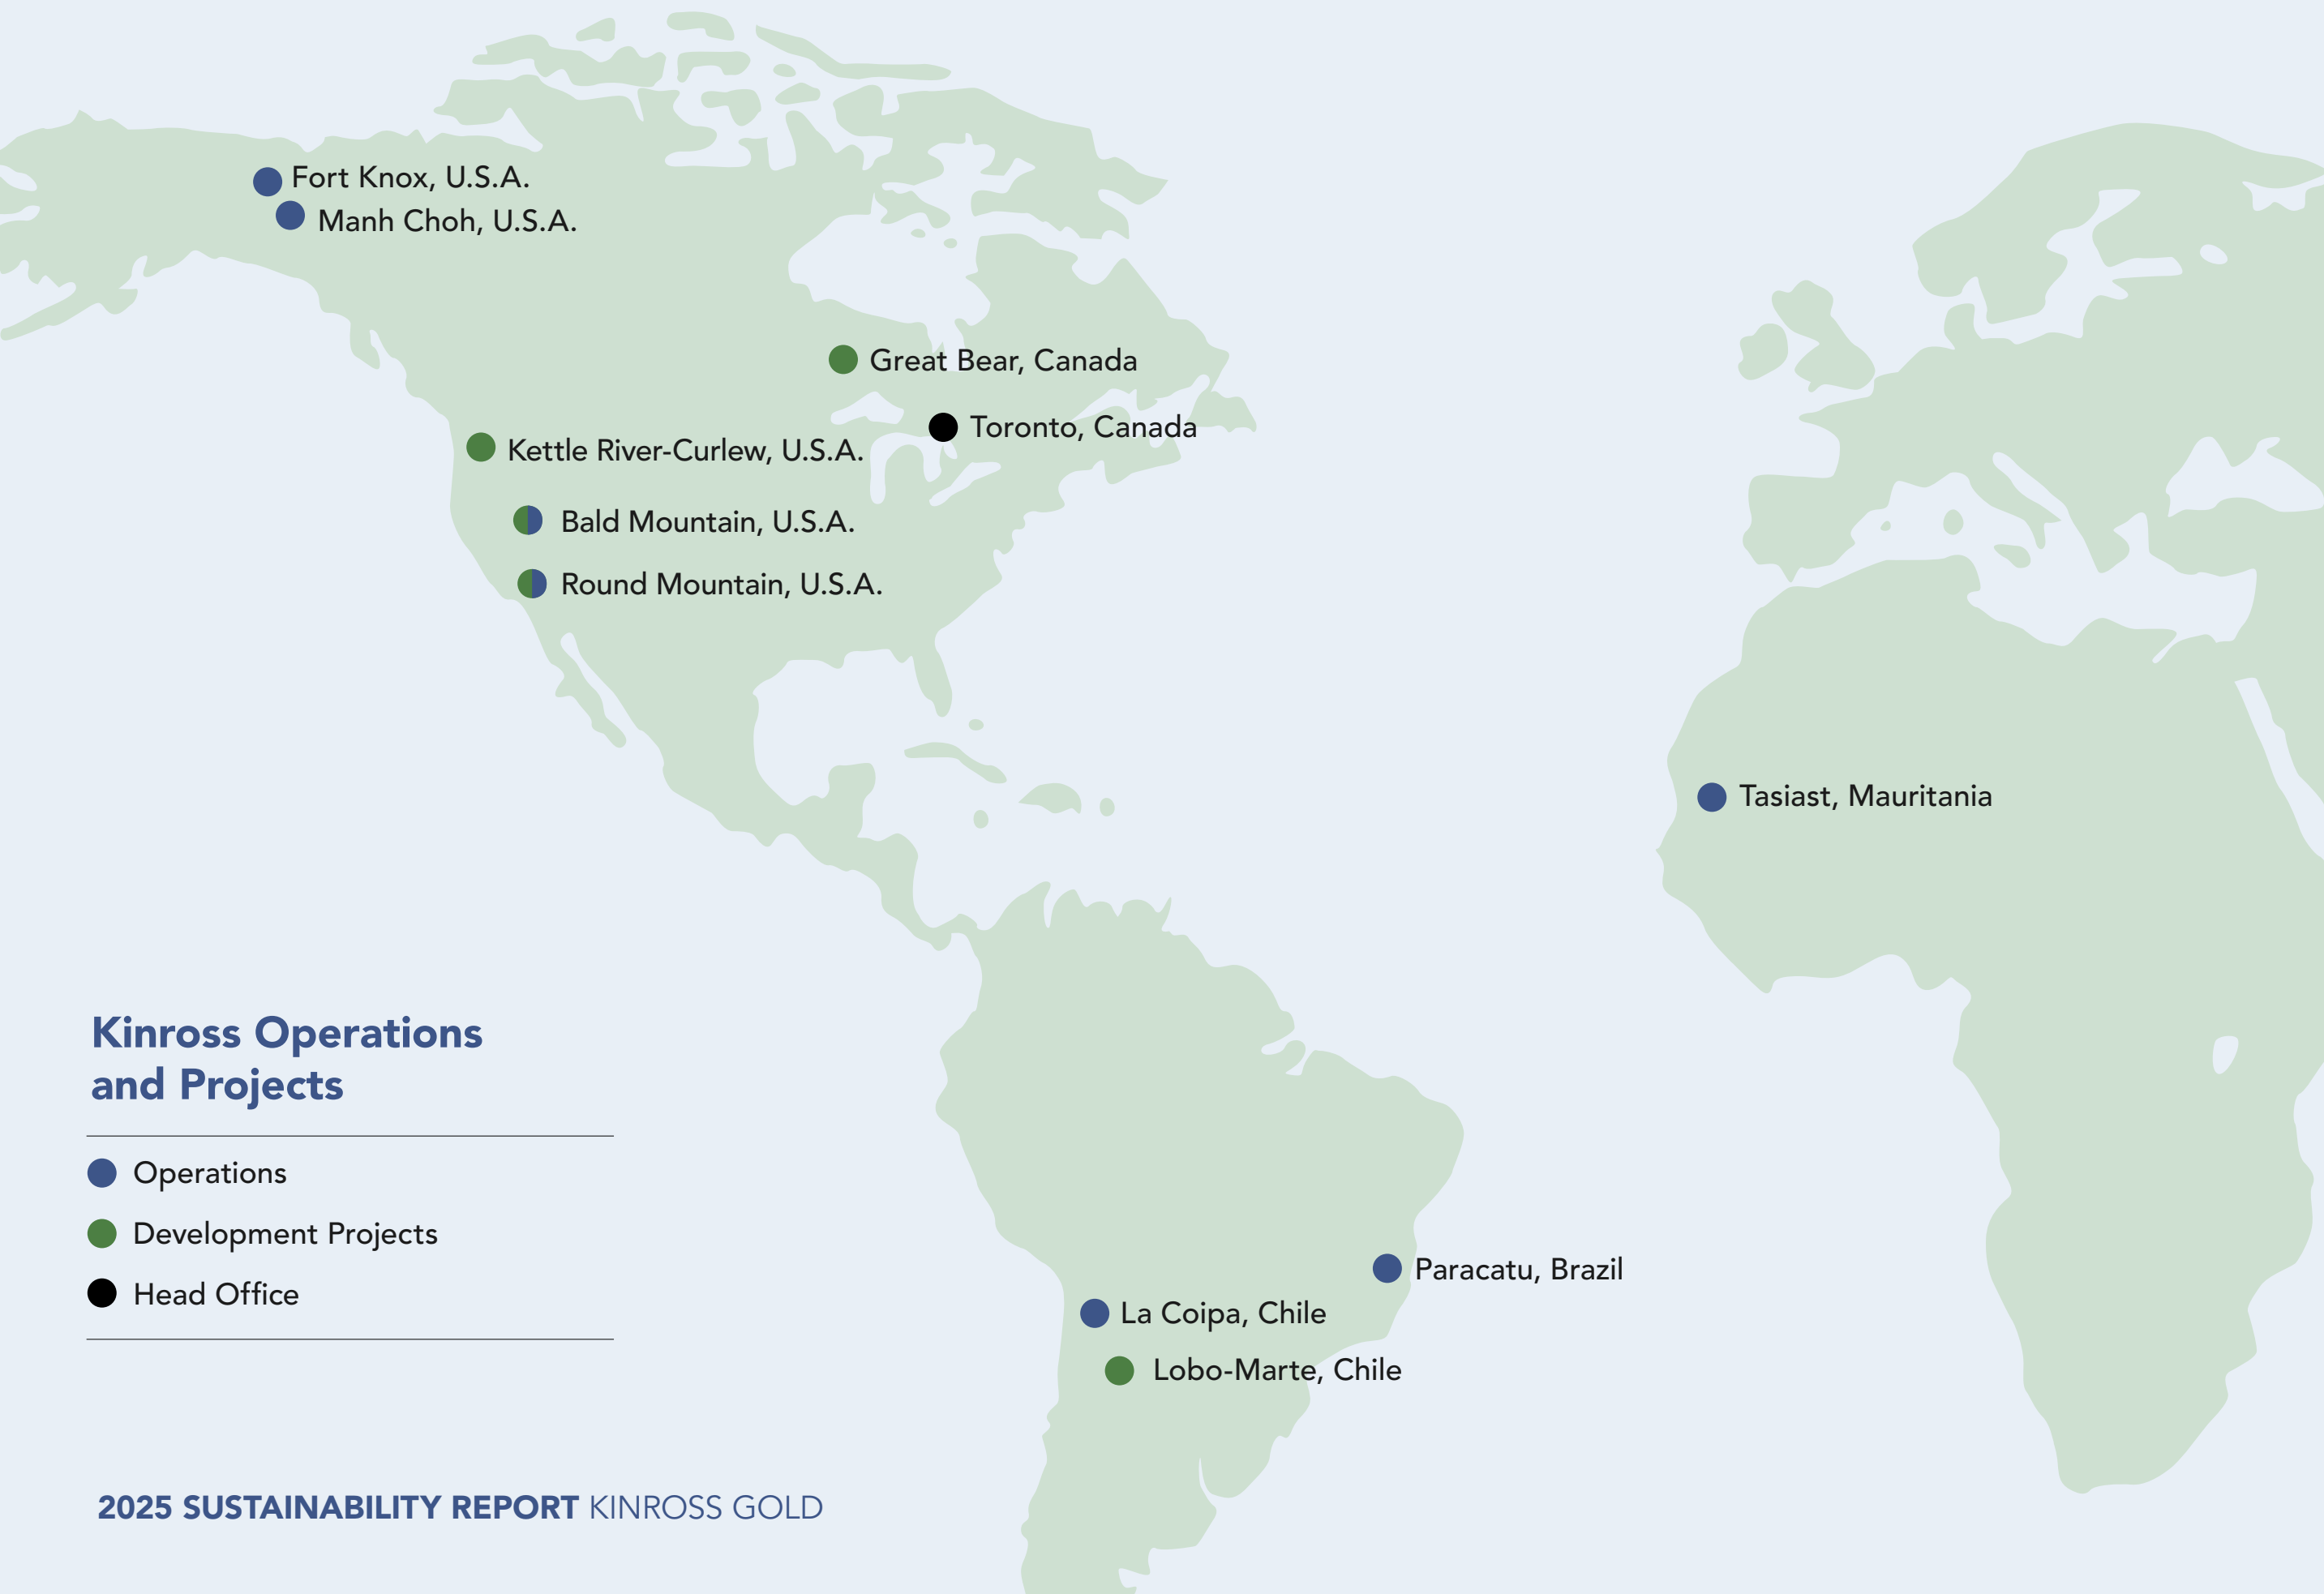 Fort Knox, U.S.A.
Manh Choh, U.S.A.
Great Bear, Canada
Toronto, Canada
Kettle River-Curlew, U.S.A.
Bald Mountain, U.S.A.
Round Mountain, U.S.A.
Tasiast, Mauritania
Kinross Operations
and Projects
Operations
Development Projects
Head Office
Paracatu, Brazil
La Coipa, Chile
Lobo-Marte, Chile
2025 SUSTAINABILITY REPORT KINROSS GOLD